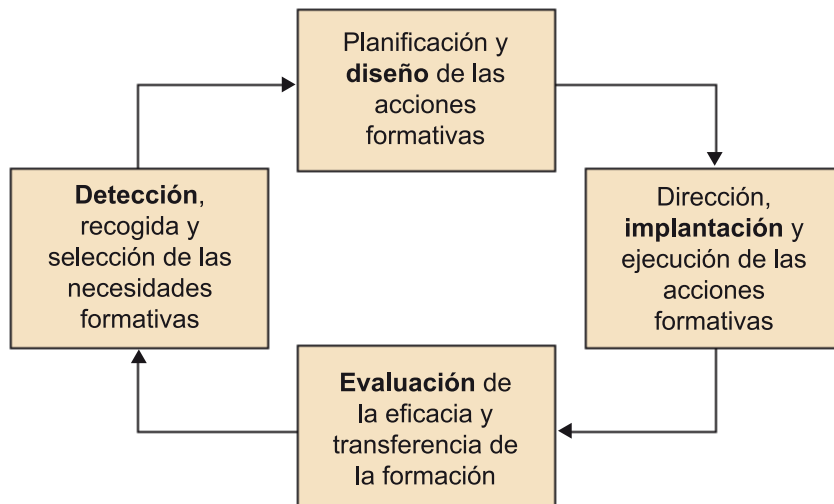 Planificación y
diseño de las
acciones
formativas
Detección,
recogida y
selección de las
necesidades
formativas
Dirección,
implantación y
ejecución de las
acciones
formativas
Evaluación de
la eficacia y
transferencia de
la formación